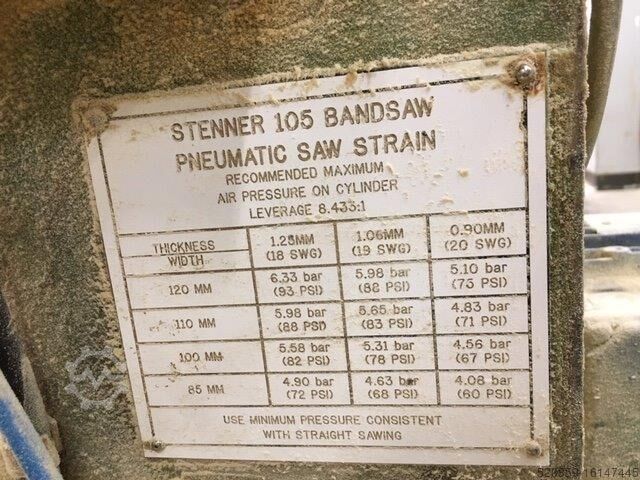 STENNER 105 BANDSAW
PNEUMATIC SAW STRAIN
RECOMMENDED MAXIMUM
AIR PRESSURE ON CYLINDER
LEVERAGE 8.433:1
THICKNESS 1.25MM 1.06MM 0.90MM
WIDTH (18 SWG) (19 SWG) (20 SWG)
120 MM 6.33 bar 5.98 bar 5.10 bar
(93 PSI) (88 PSI) (73 PSI)
110 MM 5.98 bar 5.65 bar 4.83 bar
(88 PSI) (83 PSI) (71 PSI)
100 MM 5.58 bar 5.31 bar 4.56 bar
(82 PSI) (78 PSI) (67 PSI)
85 MM 4.90 bar 4.63 bar 4.08 bar
(72 PSI) (68 PSI) (60 PSI)
USE MINIMUM PRESSURE CONSISTENT
WITH STRAIGHT SAWING